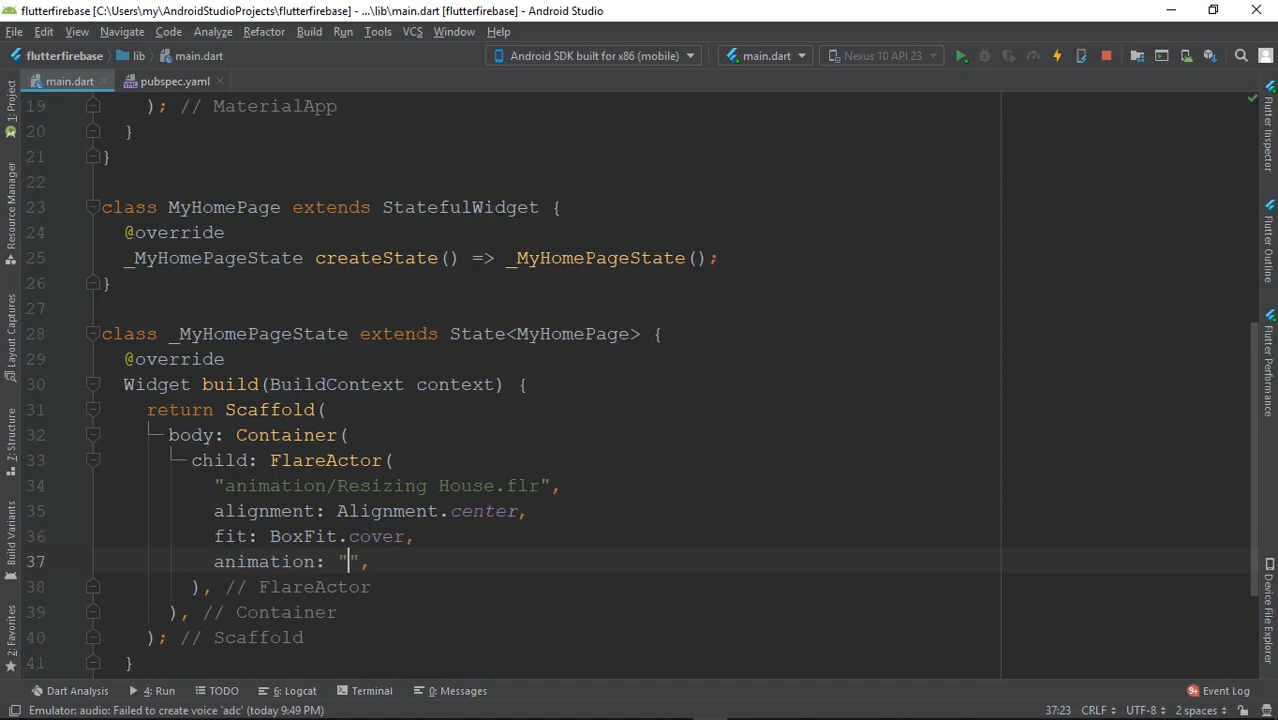 flutterfirebase [C:\Users\my\AndroidStudioProjects\flutterfirebase] - ...\lib\main.dart - Android Studio
File Edit View Navigate Code Analyze Refactor Build Run Tools VCS Window Help
flutterfirebase lib main.dart Android SDK built for x86 (mobile) main.dart Nexus 10 API 23
main.dart pubspec.yaml
19 ); // MaterialApp
20 }
21 }
22
23 class MyHomePage extends StatefulWidget {
24 @override
25 _MyHomePageState createState() => _MyHomePageState();
26 }
27
28 class _MyHomePageState extends State<MyHomePage> {
29 @override
30 Widget build(BuildContext context) {
31 return Scaffold(
32 body: Container(
33 child: FlareActor(
34 "animation/Resizing House.flr",
35 alignment: Alignment.center,
36 fit: BoxFit.cover,
37 animation: "",
38 ), // FlareActor
39 ), // Container
40 ); // Scaffold
41 }
1: Project
Resource Manager
Layout Captures
7: Structure
Build Variants
2: Favorites
Flutter Inspector
Flutter Outline
Flutter Performance
Device File Explorer
Dart Analysis 4: Run TODO 6: Logcat Terminal 0: Messages 9+ Event Log
Emulator: audio: Failed to create voice 'adc' (today 9:49 PM) 37:23 CRLF UTF-8 2 spaces